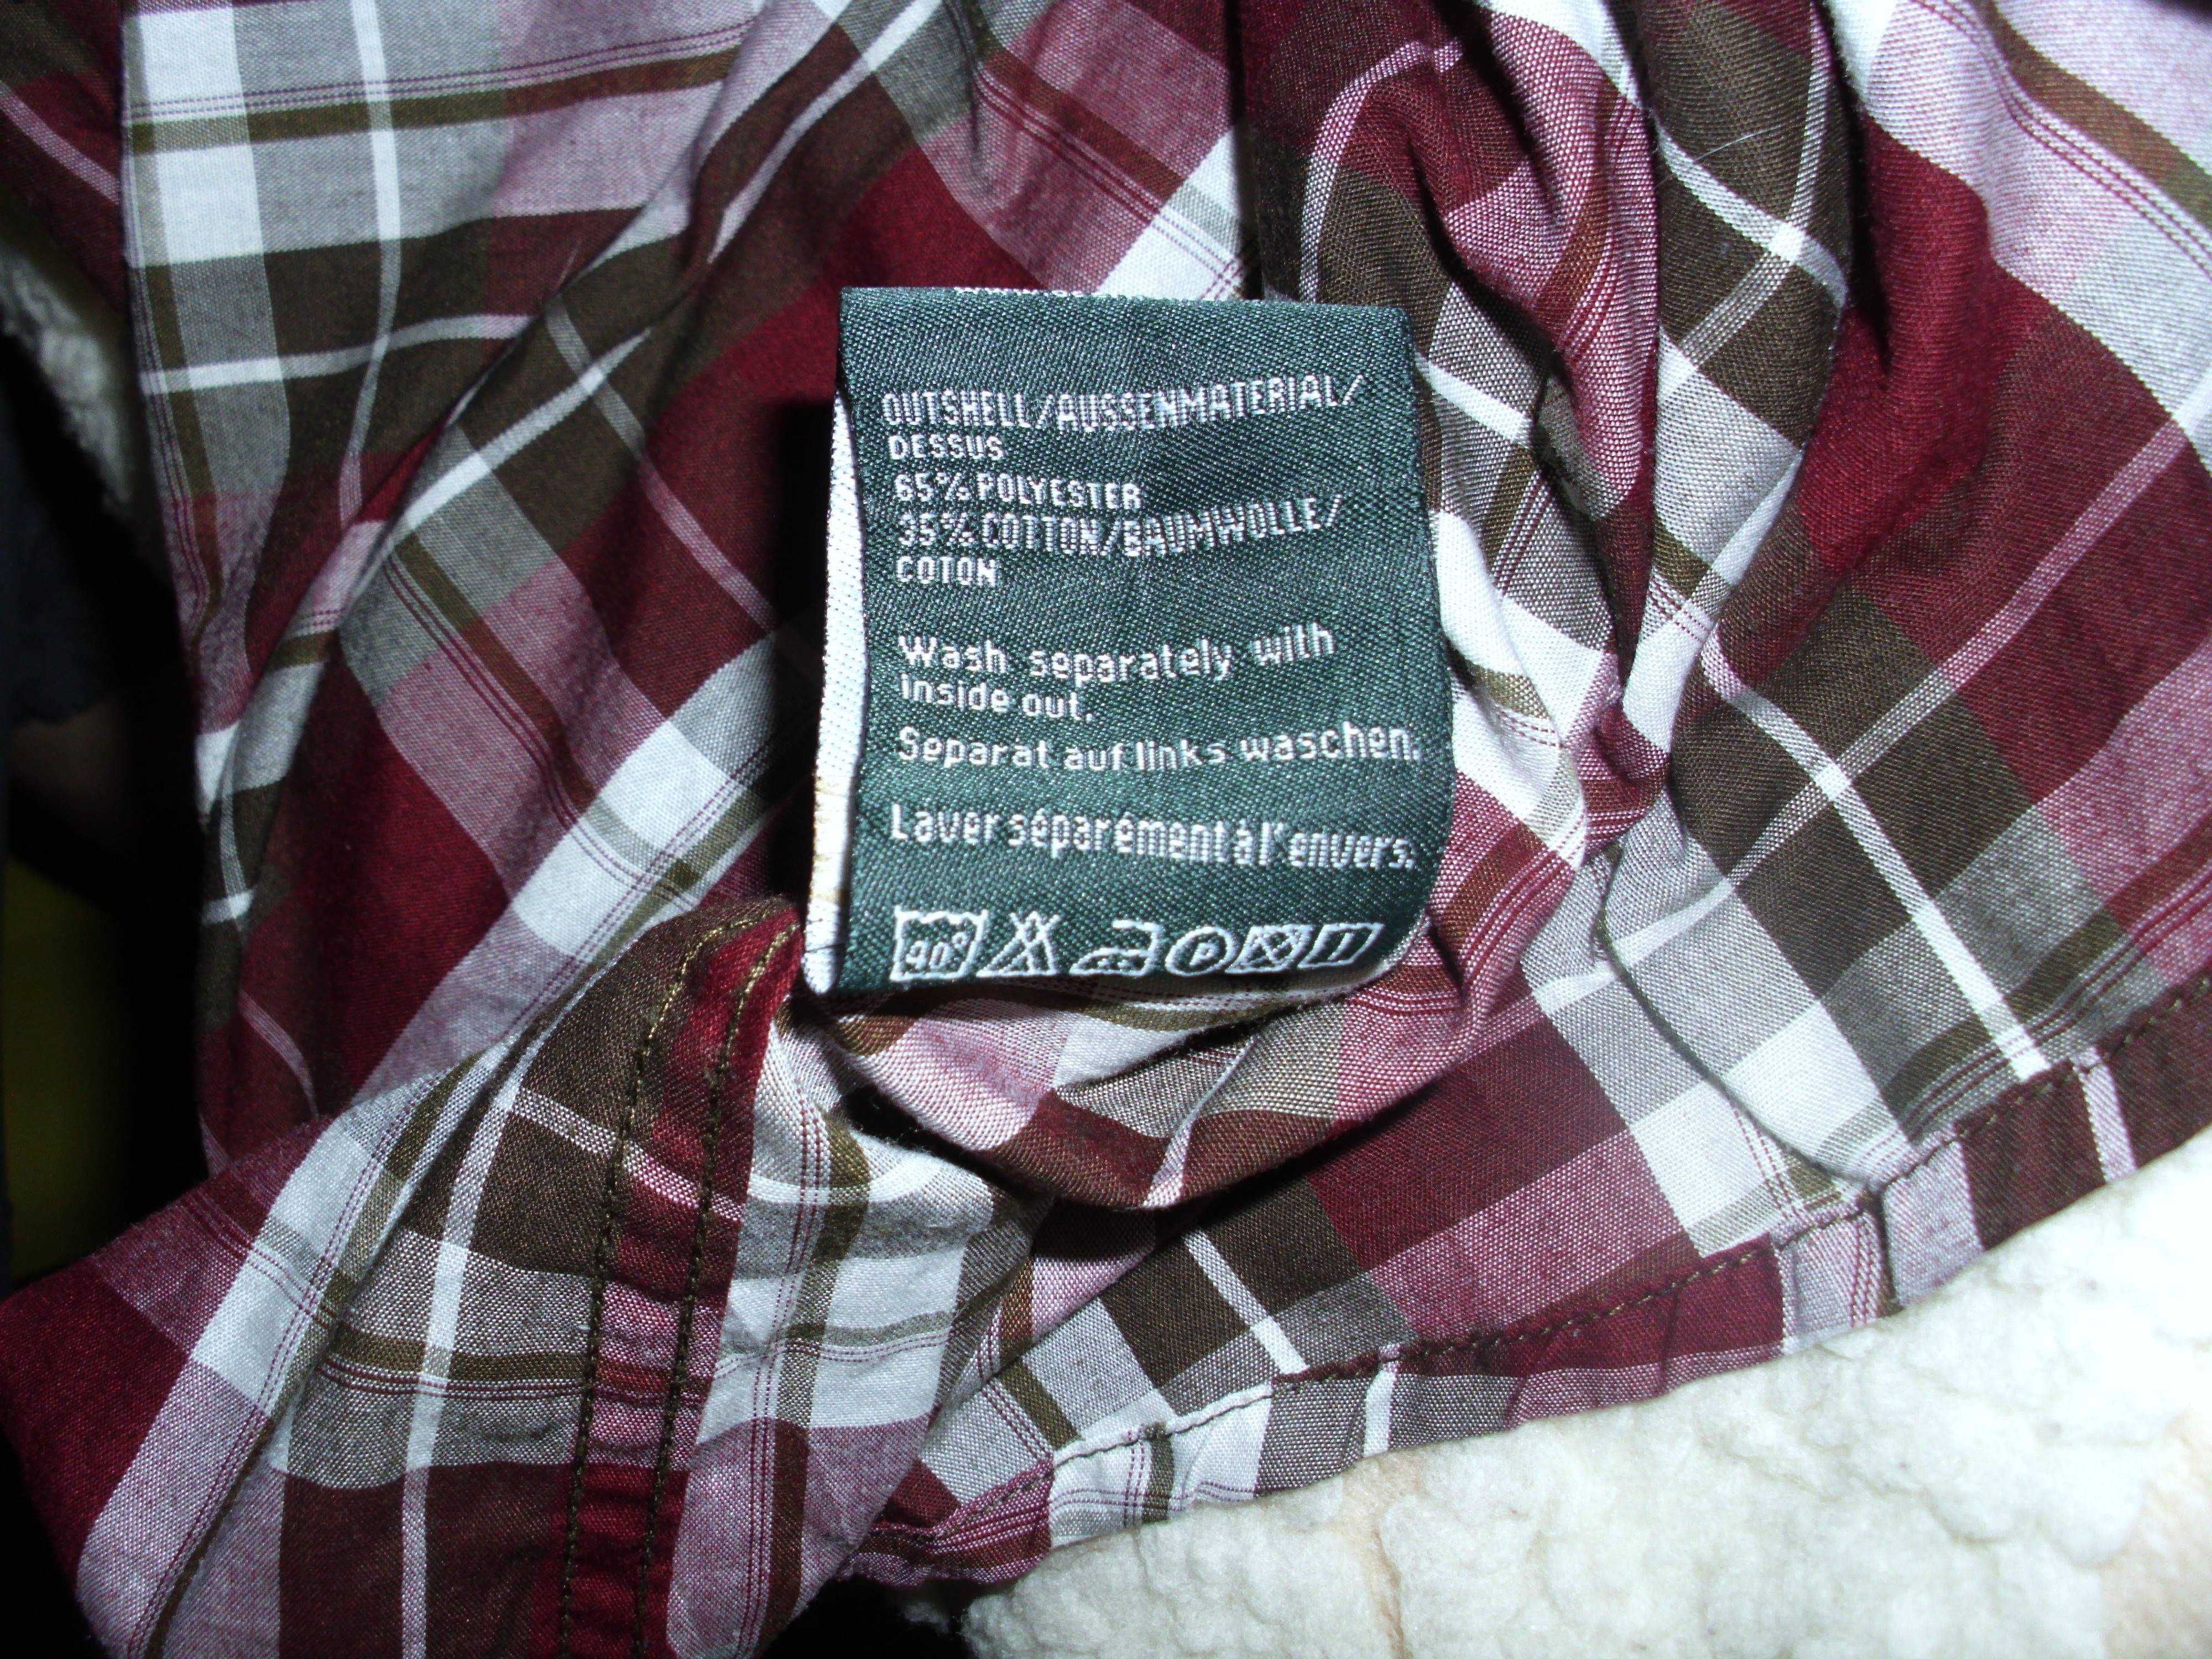 OUTSHELL/AUSSENMATERIAL/
DESSUS
65% POLYESTER
35% COTTON/BAUMWOLLE/
COTON
Wash separately with
inside out.
Separat auf links waschen.
Laver séparément à l'envers.
40° P